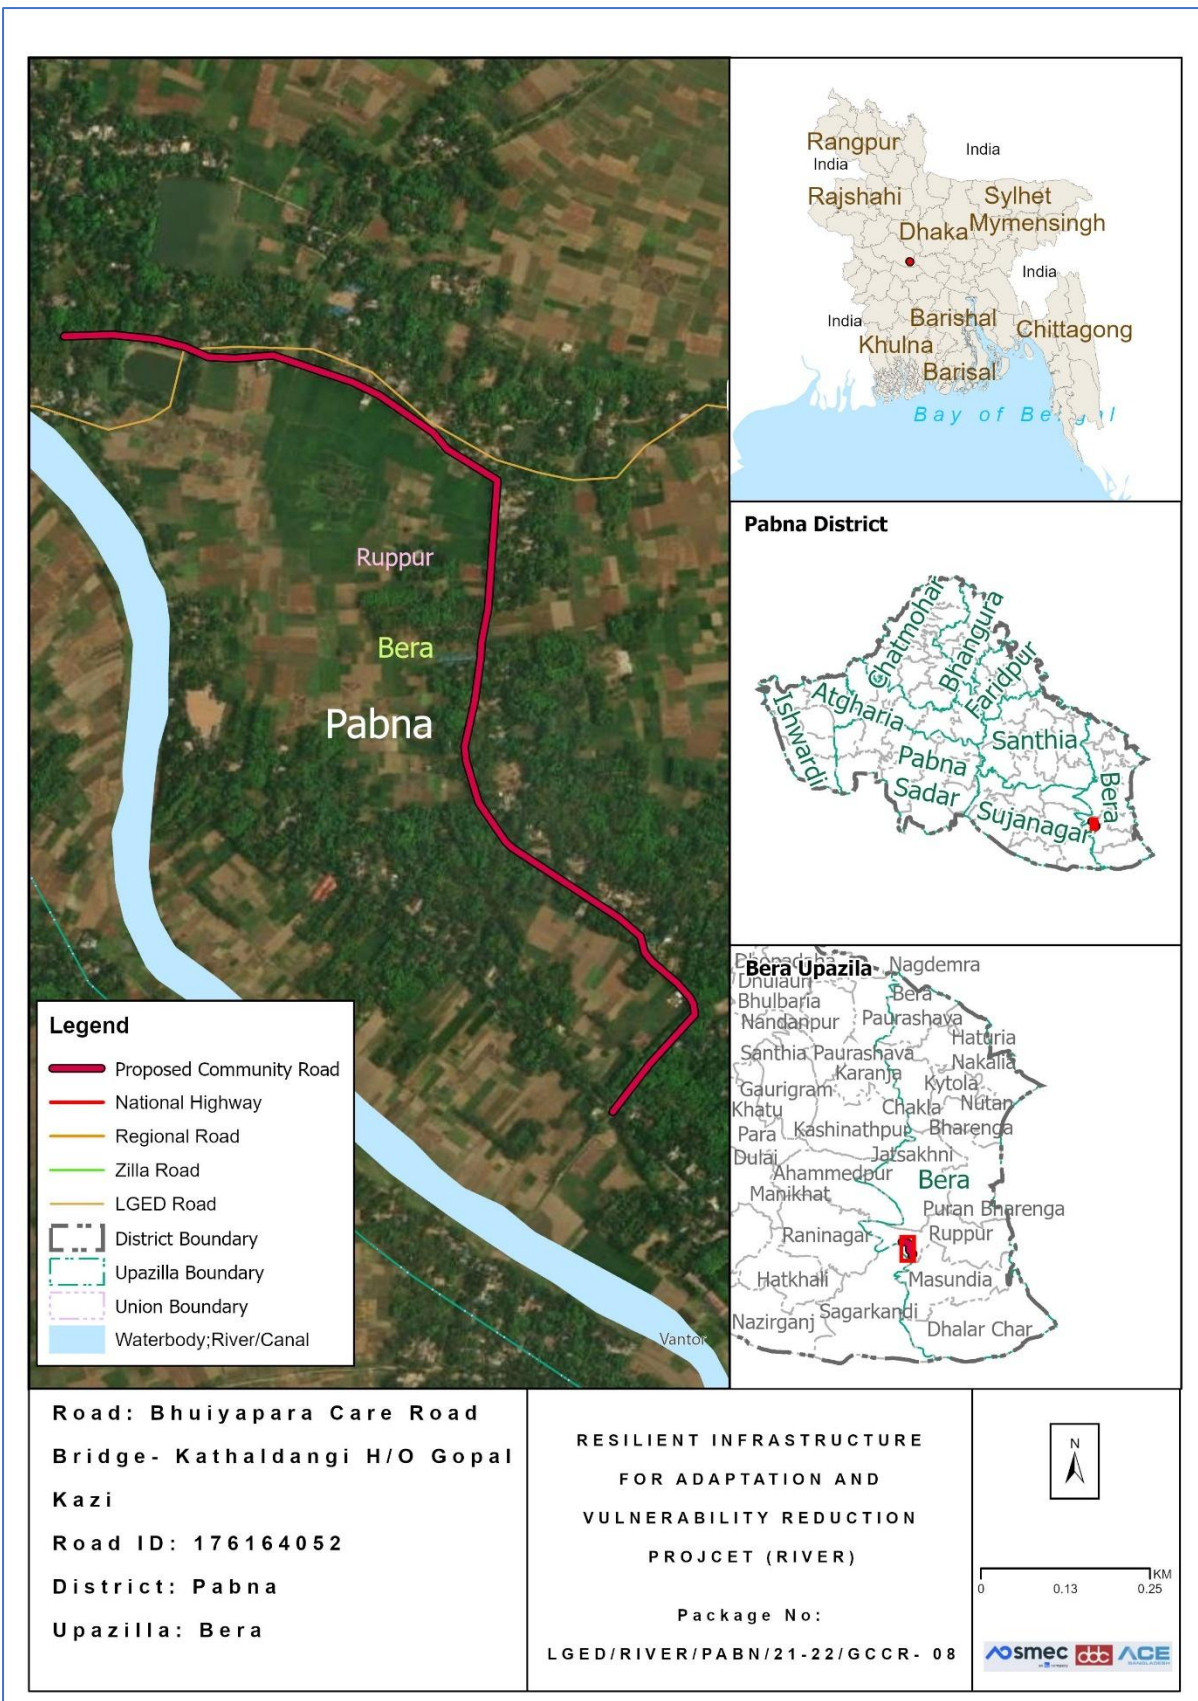 Ruppur
Bera
Pabna
Vantor
Legend
Proposed Community Road
National Highway
Regional Road
Zilla Road
LGED Road
District Boundary
Upazilla Boundary
Union Boundary
Waterbody;River/Canal
Rangpur
India
India
Rajshahi
Sylhet
Dhaka
Mymensingh
India
India
Barishal
Chittagong
Khulna
Barisal
Bay of Bengal
Pabna District
Chatmohar
Bhangura
Faridpur
Atgharia
Ishwardi
Santhia
Pabna
Sadar
Bera
Sujanagar
Bera Upazila
Nagdemra
Bhulbaria
Bera
Paurashava
Nandanpur
Haturia
Nakalia
Santhia Paurashava
Karanja
Kytola
Gaurigram
Nutan
Khatu
Chakla
Para
Kashinathpur
Bharenga
Dulai
Jatsakhni
Ahammedpur
Bera
Manikhat
Puran Bharenga
Raninagar
Ruppur
Hatkhali
Masundia
Nazirganj
Sagarkandi
Dhalar Char
Road: Bhuiyapara Care Road
Bridge- Kathaldangi H/O Gopal
Kazi
Road ID: 176164052
District: Pabna
Upazilla: Bera
RESILIENT INFRASTRUCTURE
FOR ADAPTATION AND
VULNERABILITY REDUCTION
PROJCET (RIVER)
Package No:
LGED/RIVER/PABN/21-22/GCCR- 08
N
KM
0 0.13 0.25
smec
ddc
ACE
BANGLADESH